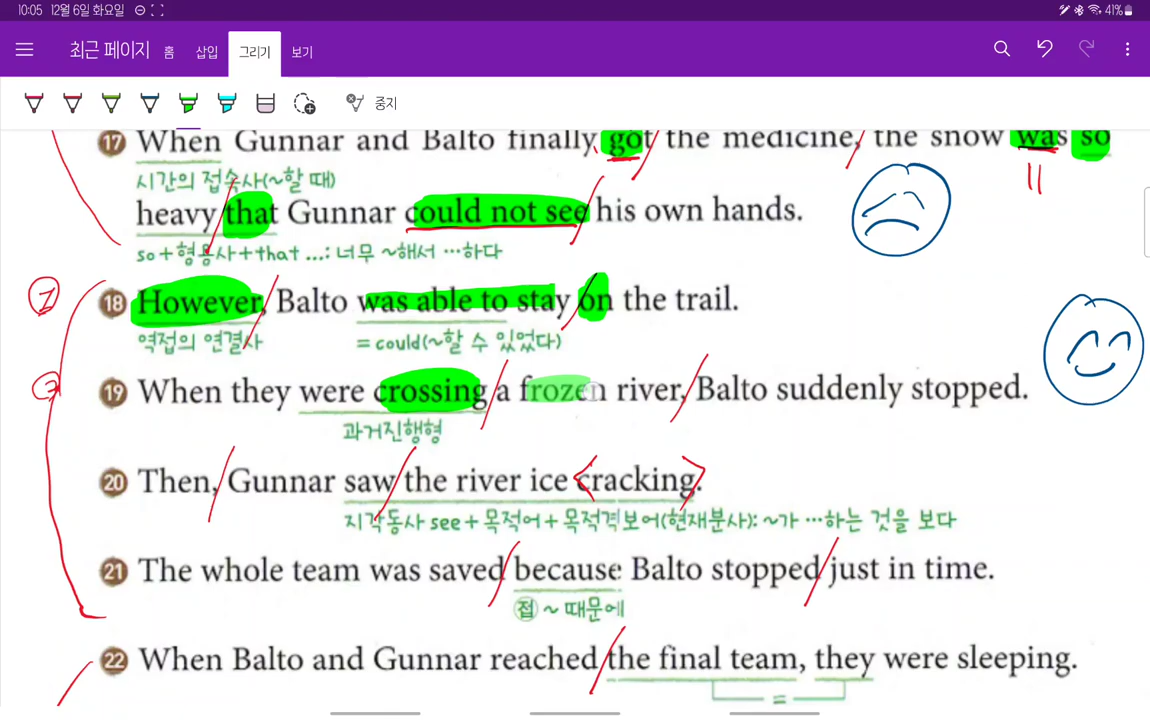 10:05 12월 6일 화요일
41%
최근 페이지 홈 삽입 그리기 보기
중지
17 When Gunnar and Balto finally got the medicine, the snow was so
시간의 접속사(~할 때)
heavy that Gunnar could not see his own hands.
so+형용사+that ...: 너무 ~해서 …하다
1
18 However, Balto was able to stay on the trail.
역접의 연결사 = could(~할 수 있었다)
19 When they were crossing a frozen river, Balto suddenly stopped.
과거진행형
20 Then, Gunnar saw the river ice <cracking>.
지각동사 see+목적어+목적격보어(현재분사): ~가 …하는 것을 보다
21 The whole team was saved because Balto stopped just in time.
접 ~ 때문에
22 When Balto and Gunnar reached the final team, they were sleeping.
=